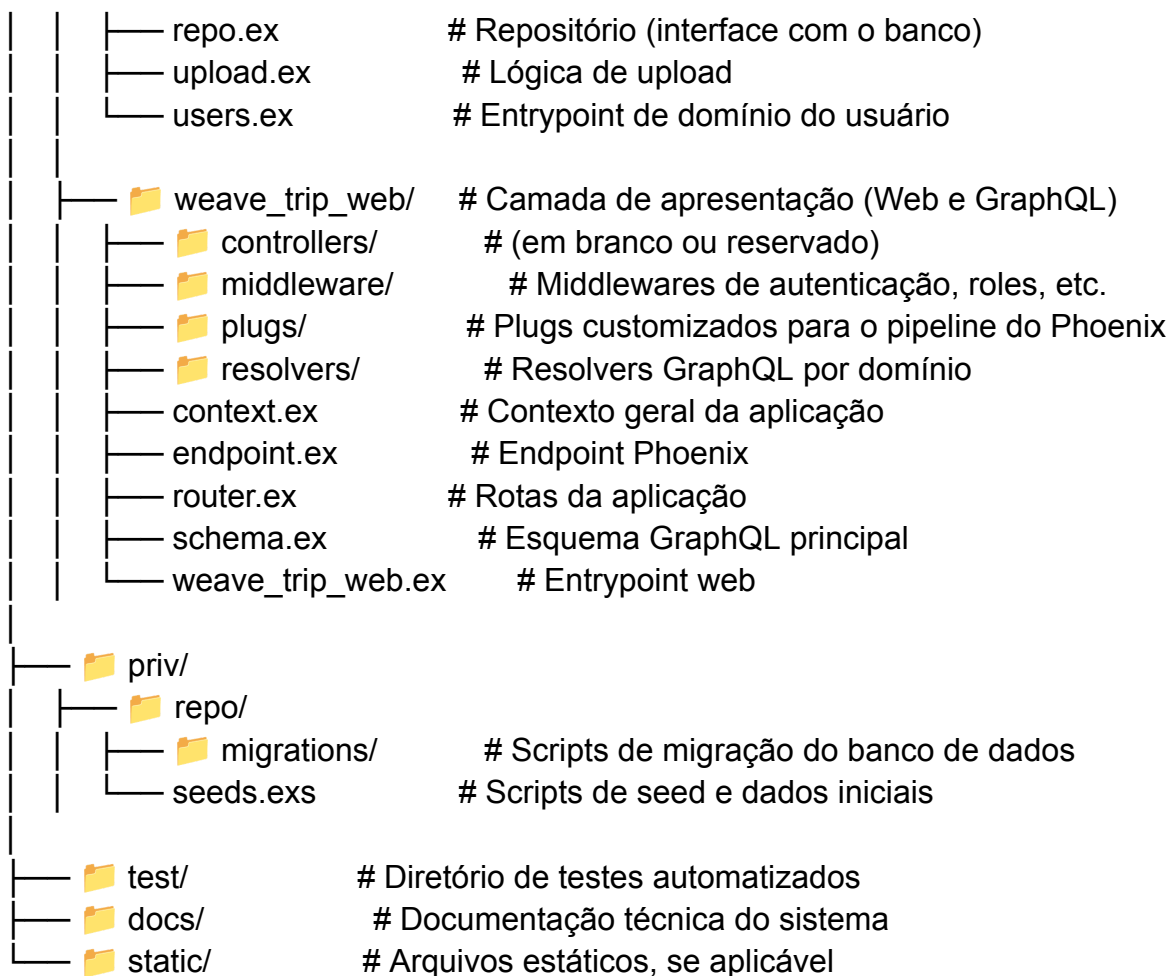 │   │   ├── repo.ex                    # Repositório (interface com o banco)
│   │   ├── upload.ex                 # Lógica de upload
│   │   └── users.ex                   # Entrypoint de domínio do usuário
│   │
│   ├── 📁 weave_trip_web/     # Camada de apresentação (Web e GraphQL)
│   │   ├── 📁 controllers/        # (em branco ou reservado)
│   │   ├── 📁 middleware/             # Middlewares de autenticação, roles, etc.
│   │   ├── 📁 plugs/                 # Plugs customizados para o pipeline do Phoenix
│   │   ├── 📁 resolvers/          # Resolvers GraphQL por domínio
│   │   ├── context.ex              # Contexto geral da aplicação
│   │   ├── endpoint.ex               # Endpoint Phoenix
│   │   ├── router.ex                # Rotas da aplicação
│   │   ├── schema.ex                # Esquema GraphQL principal
│   │   └── weave_trip_web.ex        # Entrypoint web
│
├── 📁 priv/
│   ├── 📁 repo/
│   │   ├── 📁 migrations/          # Scripts de migração do banco de dados
│   │   └── seeds.exs                # Scripts de seed e dados iniciais
│
├── 📁 test/                    # Diretório de testes automatizados
├── 📁 docs/                     # Documentação técnica do sistema
└── 📁 static/                  # Arquivos estáticos, se aplicável